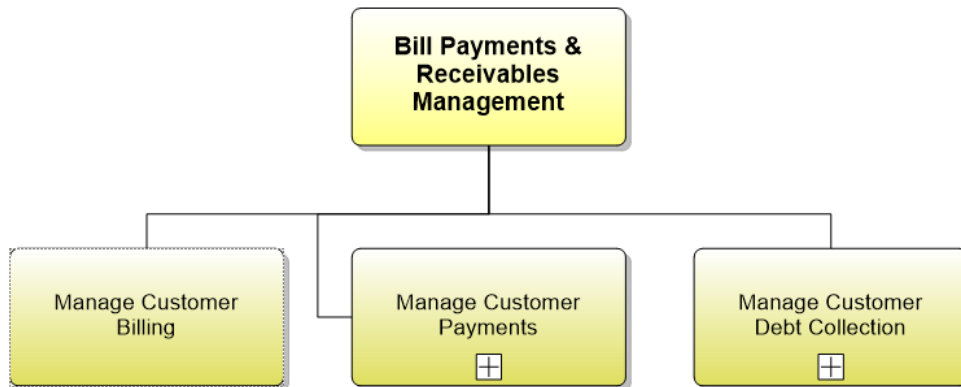 Bill Payments &
Receivables
Management
Manage Customer
Billing
Manage Customer
Payments
Manage Customer
Debt Collection